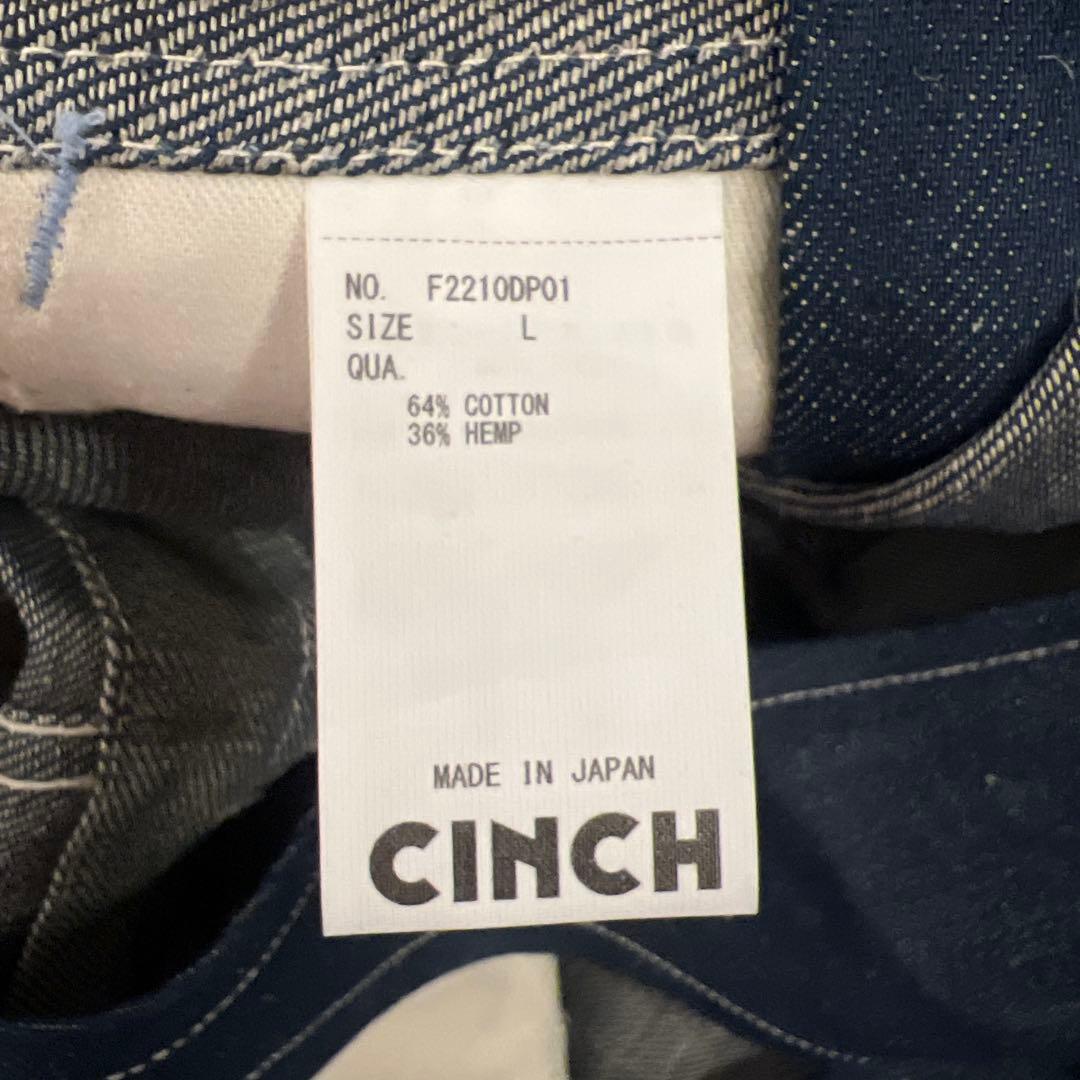 NO. F2210DP01
SIZE L
QUA.
64% COTTON
36% HEMP
MADE IN JAPAN
CINCH